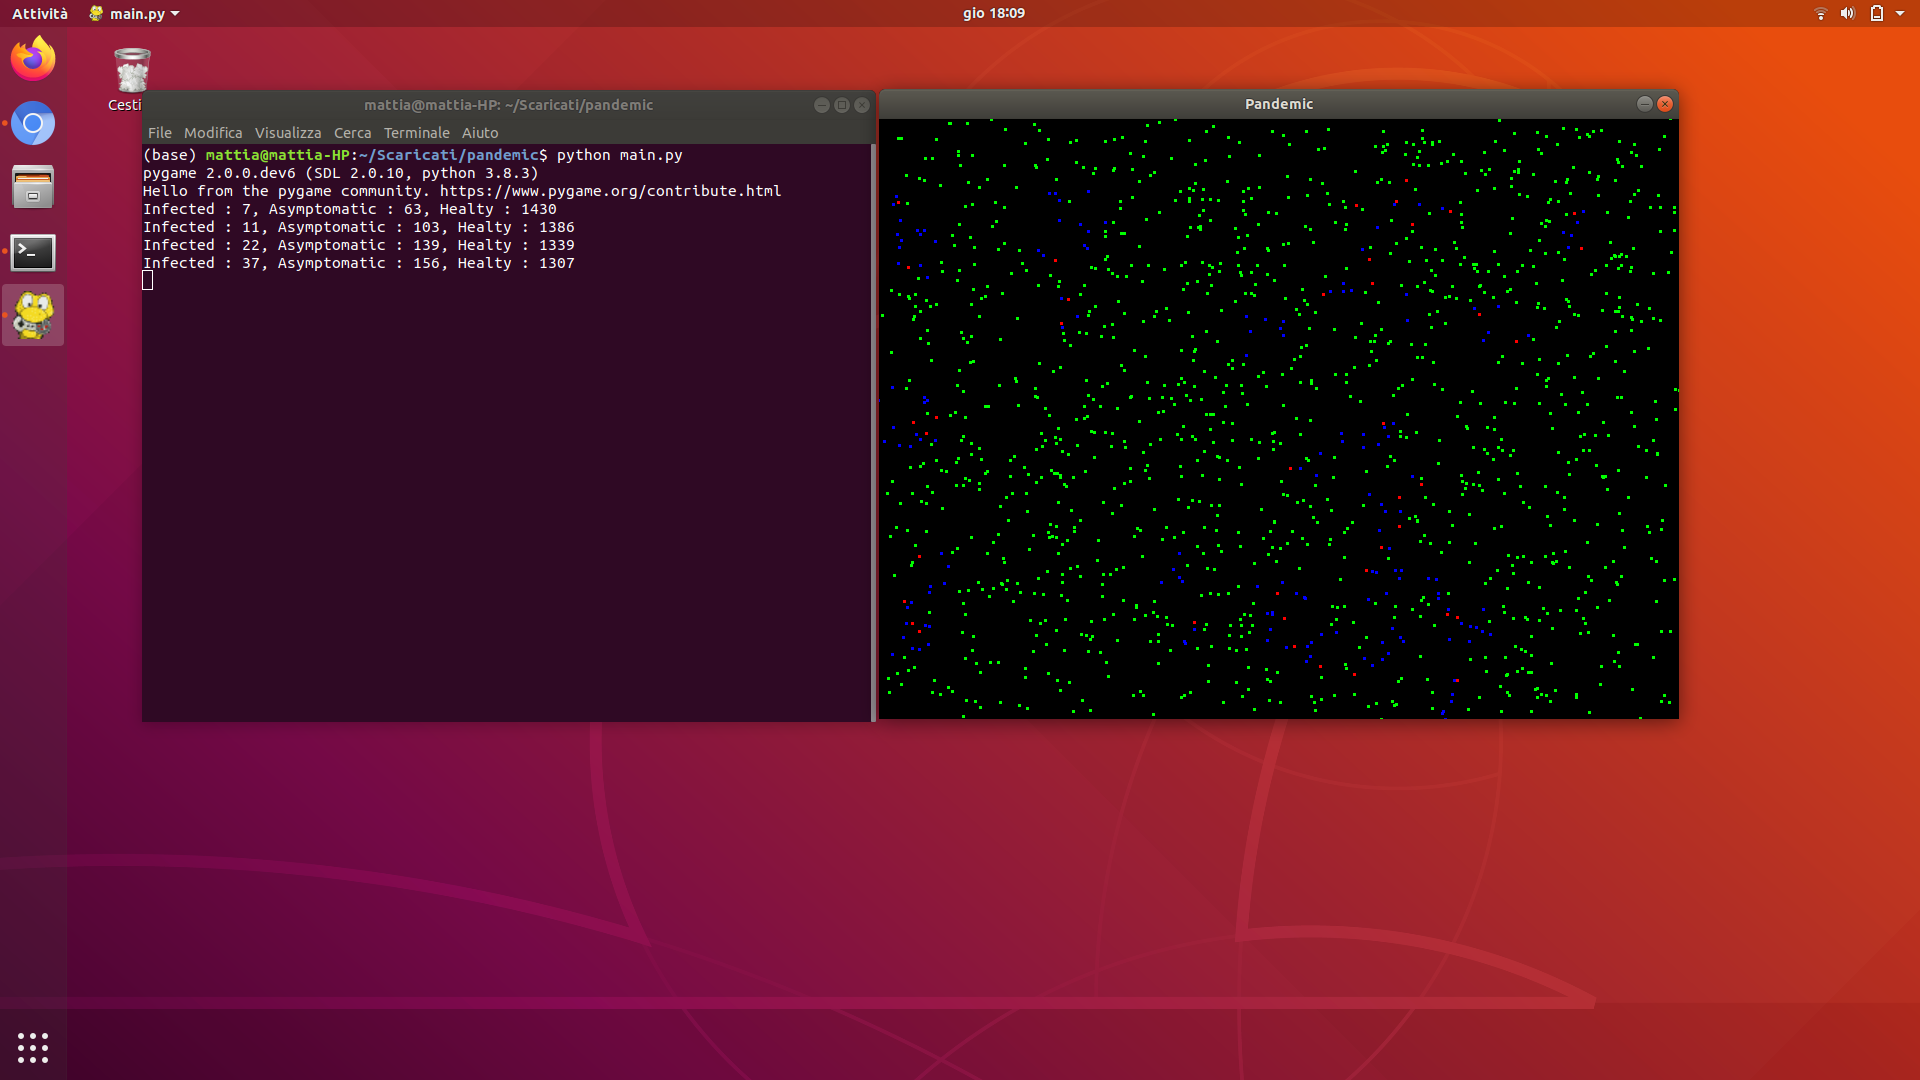 Attività main.py gio 18:09
Cesti
mattia@mattia-HP: ~/Scaricati/pandemic
File Modifica Visualizza Cerca Terminale Aiuto
(base) mattia@mattia-HP:~/Scaricati/pandemic$ python main.py
pygame 2.0.0.dev6 (SDL 2.0.10, python 3.8.3)
Hello from the pygame community. https://www.pygame.org/contribute.html
Infected : 7, Asymptomatic : 63, Healty : 1430
Infected : 11, Asymptomatic : 103, Healty : 1386
Infected : 22, Asymptomatic : 139, Healty : 1339
Infected : 37, Asymptomatic : 156, Healty : 1307
Pandemic